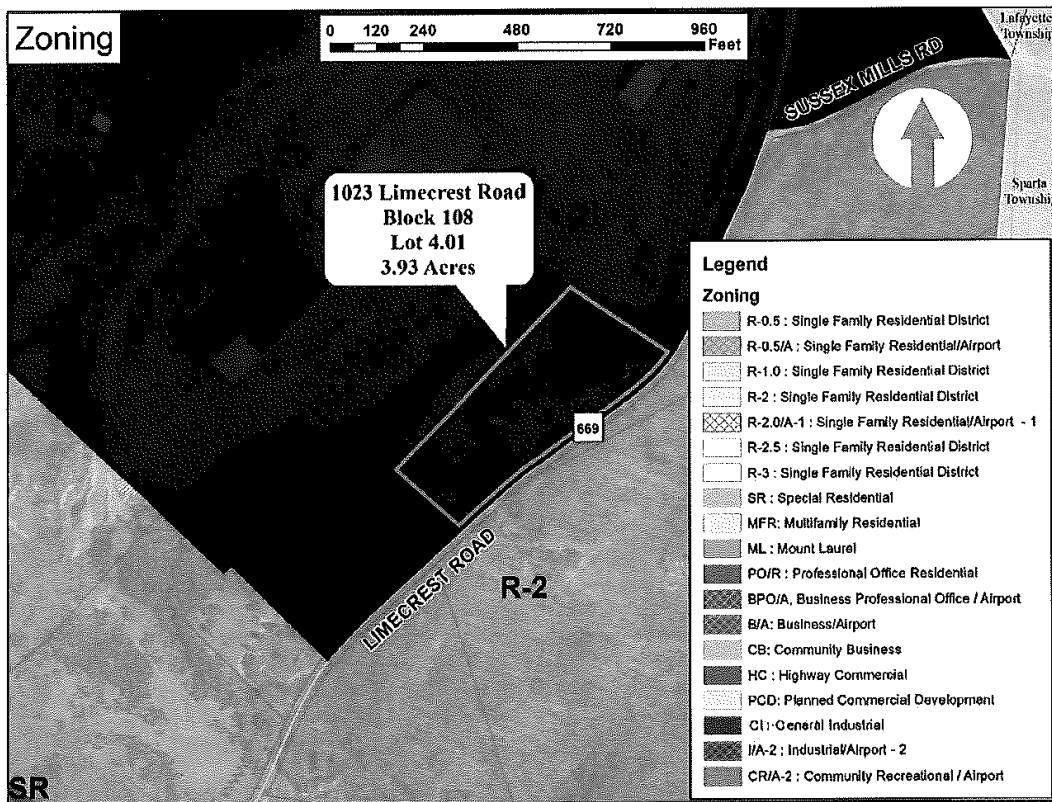 Zoning
0 120 240 480 720 960
Feet
Lafayette
Township
SUSSEX MILLS RD
Sparta
Township
1023 Limecrest Road
Block 108
Lot 4.01
3.93 Acres
669
LIMECREST ROAD
R-2
SR
Legend
Zoning
R-0.5 : Single Family Residential District
R-0.5/A : Single Family Residential/Airport
R-1.0 : Single Family Residential District
R-2 : Single Family Residential District
R-2.0/A-1 : Single Family Residential/Airport - 1
R-2.5 : Single Family Residential District
R-3 : Single Family Residential District
SR : Special Residential
MFR: Multifamily Residential
ML : Mount Laurel
PO/R : Professional Office Residential
BPO/A, Business Professional Office / Airport
B/A: Business/Airport
CB: Community Business
HC : Highway Commercial
PCD: Planned Commercial Development
General Industrial
I/A-2 : Industrial/Airport - 2
CR/A-2 : Community Recreational / Airport